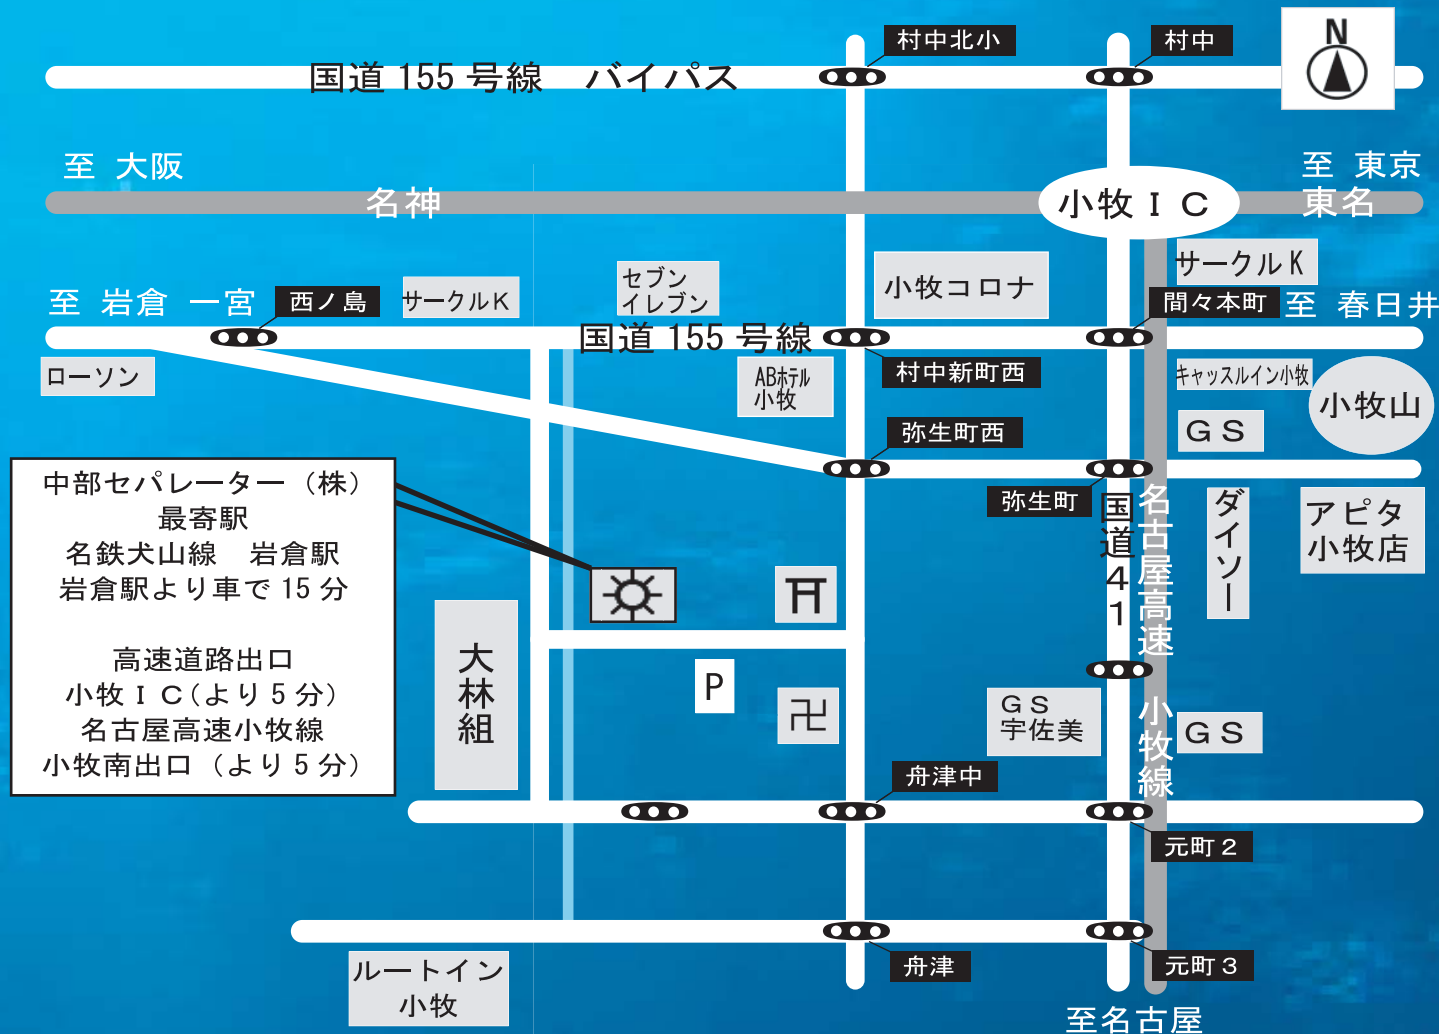 村中北小
村中
N
国道 155 号線　バイパス
至 大阪
至 東京
名神
小牧ＩＣ
東名
サークルK
セブン
イレブン
小牧コロナ
至 岩倉 一宮
西ノ島
サークルK
間々本町
至 春日井
国道 155 号線
ローソン
ABホテル
小牧
村中新町西
キャッスルイン小牧
小牧山
ＧＳ
弥生町西
弥生町
国道41
名古屋高速
小牧線
ダイソー
アピタ
小牧店
中部セパレーター（株）
最寄駅
名鉄犬山線　岩倉駅
岩倉駅より車で 15 分
高速道路出口
小牧ＩＣ(より５分)
名古屋高速小牧線
小牧南出口（より５分）
大林組
P
卍
ＧＳ
宇佐美
ＧＳ
舟津中
元町２
舟津
元町３
ルートイン
小牧
至名古屋